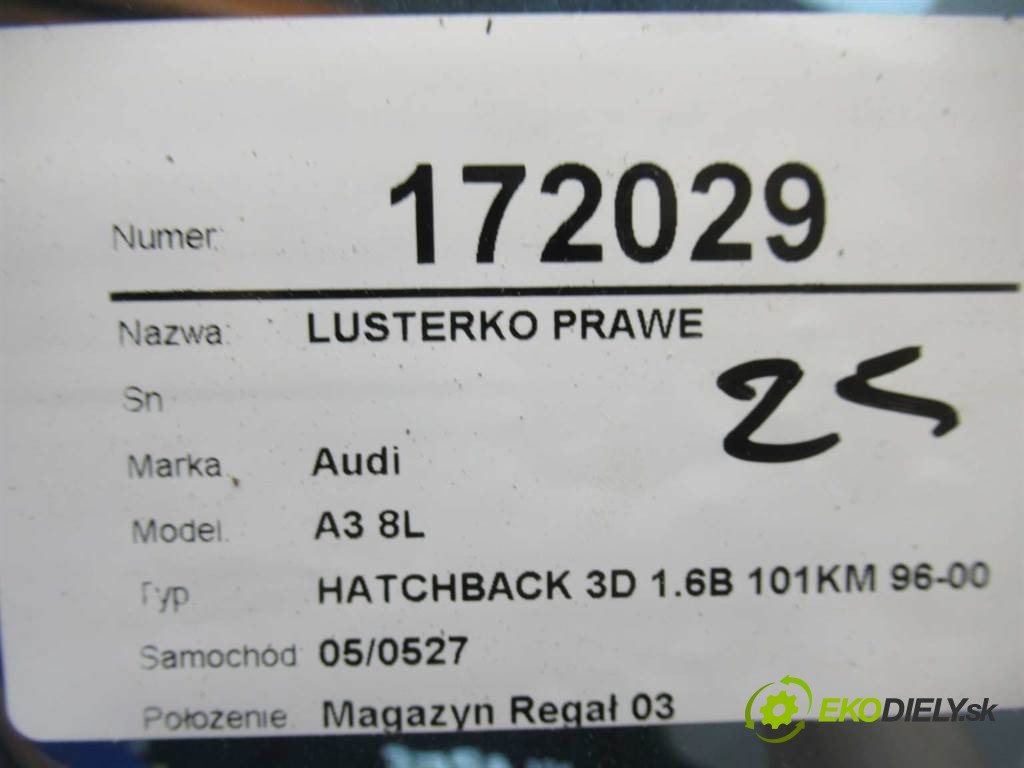 Numer: 172029
Nazwa: LUSTERKO PRAWE
Sn
25
Marka Audi
Model. A3 8L
Typ HATCHBACK 3D 1.6B 101KM 96-00
Samochód 05/0527
Położenie. Magazyn Regał 03
EKODIELY.sk